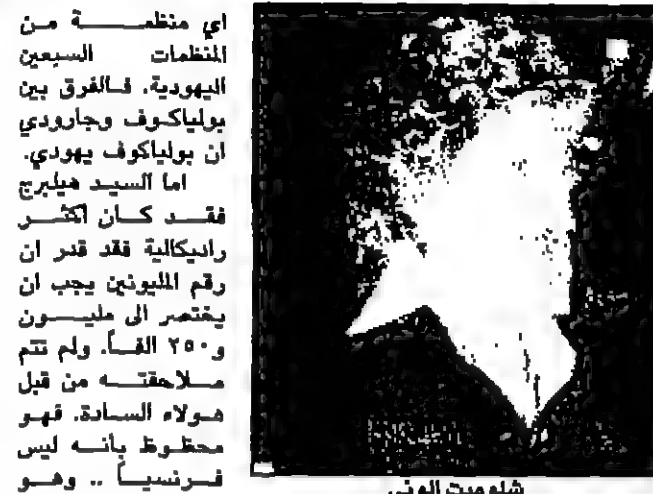 اي منظمة من
المنظمات السبعين
اليهودية. فالفرق بين
بولياكوف وجارودي
ان بولياكوف يهودي.
اما السيد هيلبرج
فقد كان اكثر
راديكالية فقد قدر ان
رقم المليونين يجب ان
يختصر الى مليون
و٢٥٠ الفاً. ولم تتم
ملاحقته من قبل
هولاء السادة. فهو
محظوظ بانه ليس
فرنسياً .. وهو
شلوميت الوني